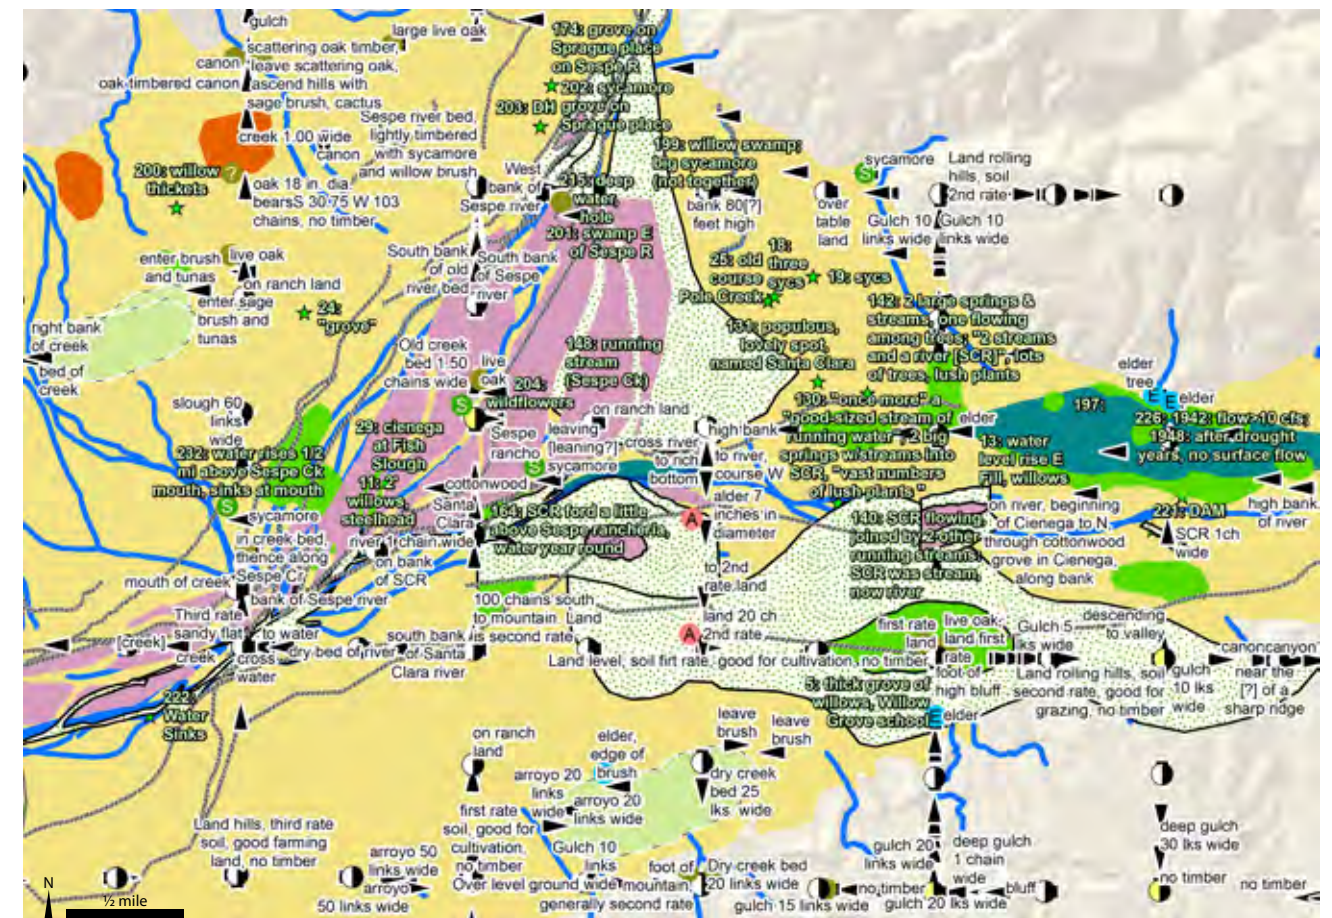 gulch
large live oak
174: grove on
Sprague place
on Sespe R
scattering oak timber,
leave scattering oak,
ascend hills with
sage brush, cactus
canon
oak timbered canon
202: sycamore
grove on
Sprague place
203: DH
Sespe river bed,
lightly timbered
with sycamore
and willow brush
creek 1.00 wide
canon
199: willow swamp;
big sycamore
(not together)
sycamore
Land rolling
hills, soil
2nd rate
200: willow
thickets
?
oak 18 in. dia.
bearsS 30 75 W 103
chains, no timber
West
bank of
Sespe river
215: deep
water
hole
201: swamp E
of Sespe R
bank 80[?]
feet high
over
table
land
S
Gulch 10
links wide
Gulch 10
links wide
enter brush
and tunas
live oak
on ranch land
enter sage
brush and
tunas
South bank
of old
river bed
South bank
of Sespe
river
18:
three
sycs
25: old
course
Pole Creek
19: sycs
24:
"grove"
142: 2 large springs &
streams, one flowing
among trees; "2 streams
and a river [SCR]", lots
of trees, lush plants
right bank
of creek
bed of
creek
131: populous,
lovely spot,
named Santa Clara
Old creek
bed 1.50
chains wide
live
oak
148: running
stream
(Sespe Ck)
204:
wildflowers
elder
tree
E
E
elder
slough 60
links
wide
S
130: "once more" a
"good-sized stream of
running water - 2 big
springs w/streams into
SCR, "vast numbers
of lush plants "
elder
197:
226: 1942: flow>10 cfs;
1948: after drought
years, no surface flow
29: cienega
at Fish
Slough
Sespe
rancho
on ranch land
leaving
[leaning?]
sycamore
cross river
to rich
bottom
high bank
to river,
course W
232: water rises 1/2
mi above Sespe Ck
mouth, sinks at mouth
13: water
level rise E
Fill, willows
S
11: 2'
willows,
steelhead
cottonwood
S
sycamore
in creek bed,
thence along
Sespe Cr
Santa
Clara
river 1 chain wide
164: SCR ford a little
above Sespe rancheria,
water year round
A
alder 7
inches in
diameter
140: SCR flowing,
joined by 2 other
running streams;
SCR was stream,
now river
on river, beginning
of Cienega to N,
through cottonwood
grove in Cienega,
along bank
221: DAM
SCR 1ch
wide
high bank
of river
on bank
of SCR
mouth of creek
bank of Sespe river
to 2nd
rate land
100 chains south
to mountain. Land
is second rate
Third rate
sandy flat
to water
[creek]
creek
cross
water
dry bed of river
south bank
of Santa
Clara river
land 20 ch
2nd rate
A
first rate
land
live oak
land first
rate
Gulch 5
lks wide
descending
to valley
Land level, soil firt rate, good for cultivation, no timber
foot of
high bluff
Land rolling hills, soil
second rate, good for
grazing, no timber
gulch
10 lks
wide
canon
canyon
near the
[?] of a
sharp ridge
222:
Water
Sinks
5: thick grove of
willows, Willow
Grove school
E
elder
on ranch
land
elder,
edge of
brush
leave
brush
leave
brush
arroyo 20
links
wide
arroyo 20
links wide
dry creek
bed 25
lks wide
first rate
soil, good for
cultivation,
no timber
Land hills, third rate
soil, good farming
land, no timber
arroyo 50
links wide
arroyo
50 links wide
Gulch 10
links
wide
Over level ground
foot of
mountain,
generally second rate
Dry creek bed
20 links wide
gulch 15 links wide
no timber
gulch 20
links wide
deep gulch
1 chain
wide
gulch 20 lks wide
bluff
deep gulch
30 lks wide
no timber
no timber
N
½ mile